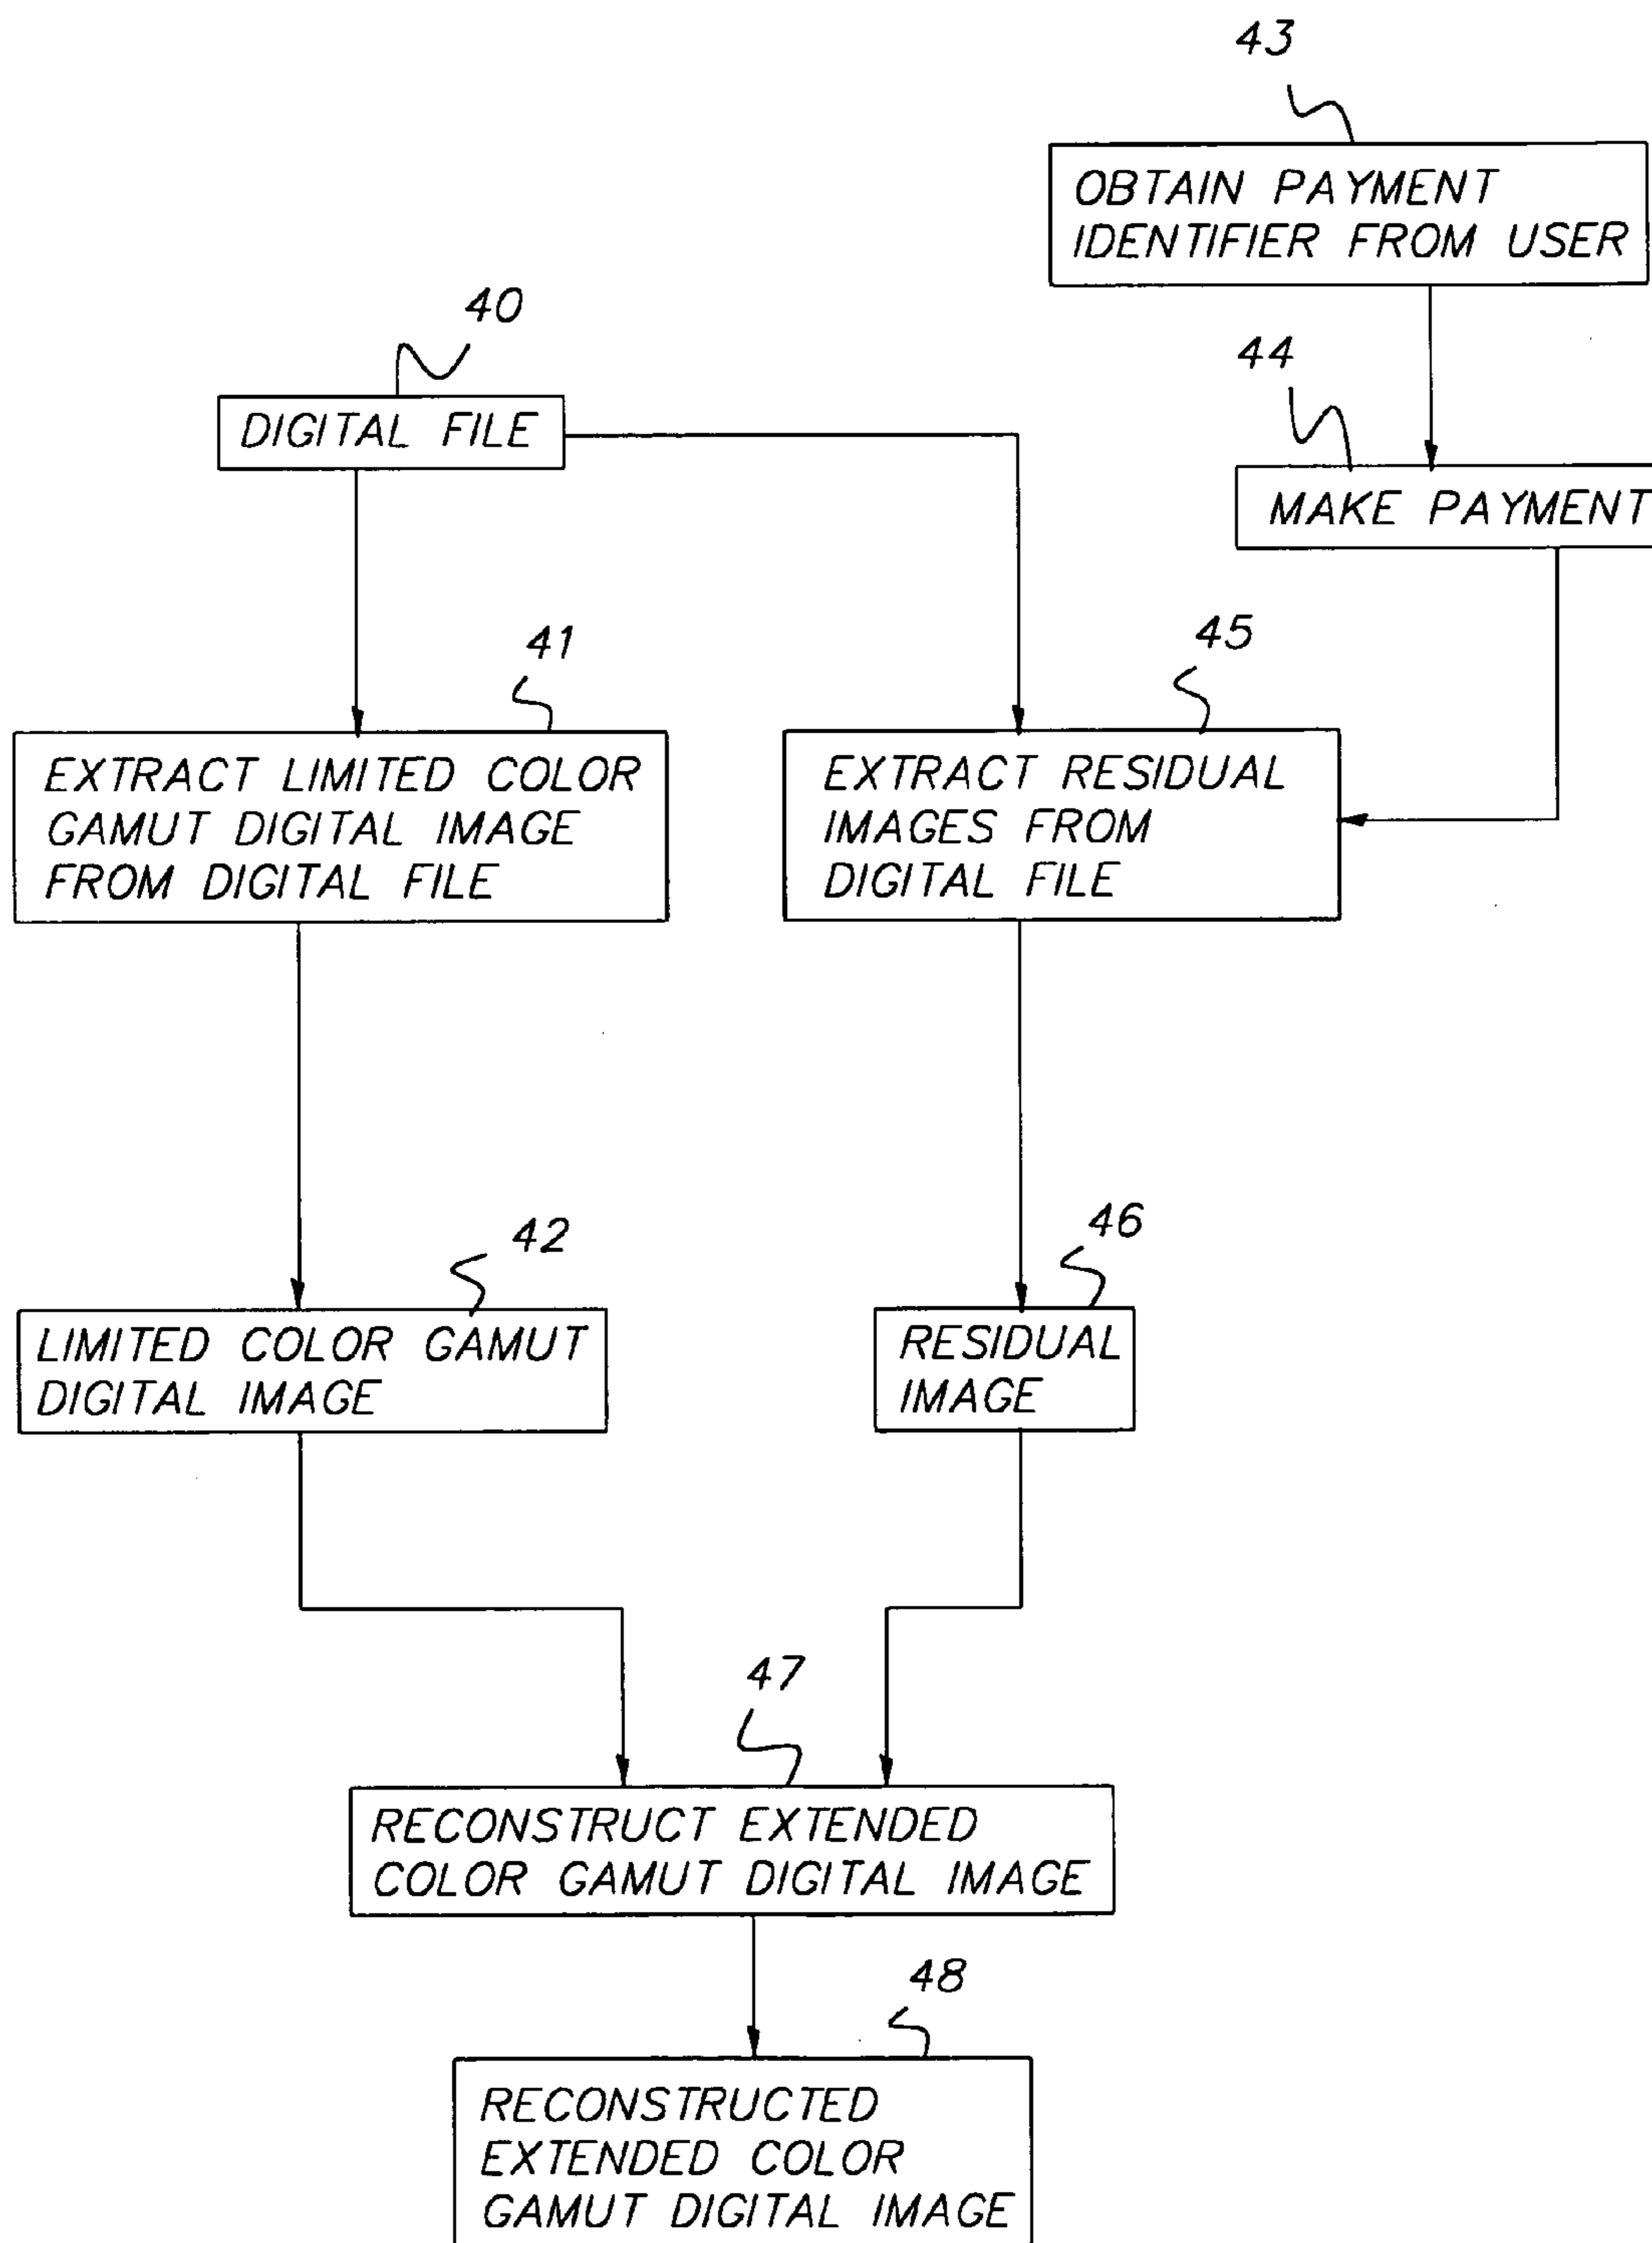 43
OBTAIN PAYMENT
IDENTIFIER FROM USER
40
DIGITAL FILE
44
MAKE PAYMENT
41
EXTRACT LIMITED COLOR
GAMUT DIGITAL IMAGE
FROM DIGITAL FILE
45
EXTRACT RESIDUAL
IMAGES FROM
DIGITAL FILE
42
LIMITED COLOR GAMUT
DIGITAL IMAGE
46
RESIDUAL
IMAGE
47
RECONSTRUCT EXTENDED
COLOR GAMUT DIGITAL IMAGE
48
RECONSTRUCTED
EXTENDED COLOR
GAMUT DIGITAL IMAGE